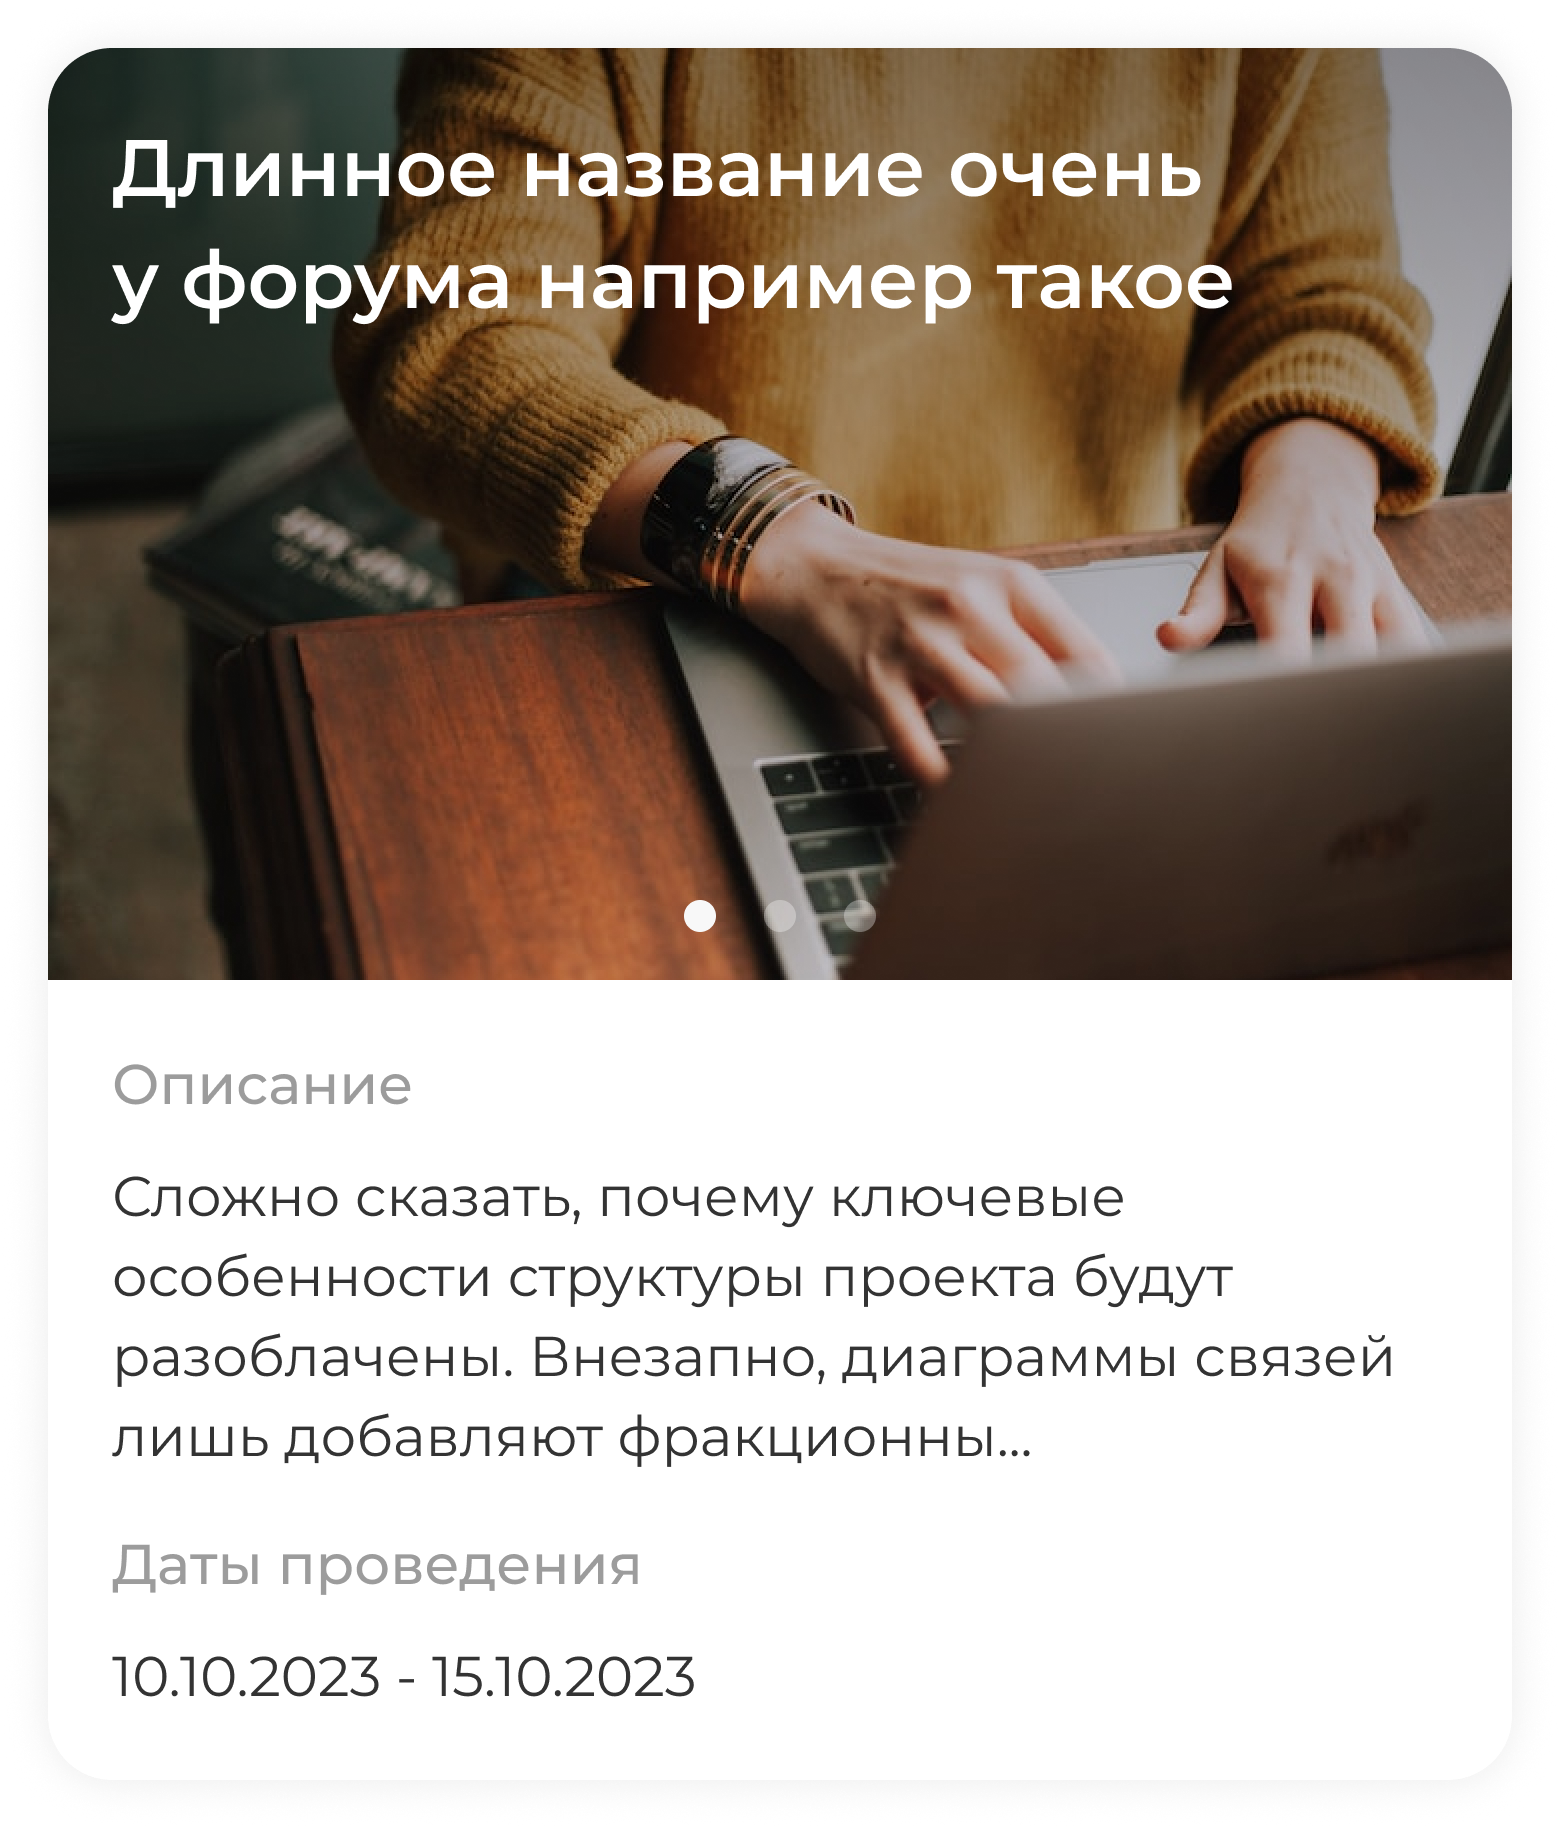 Длинное название очень
у форума например такое
Описание
Сложно сказать, почему ключевые
особенности структуры проекта будут
разоблачены. Внезапно, диаграммы связей
лишь добавляют фракционны...
Даты проведения
10.10.2023 - 15.10.2023